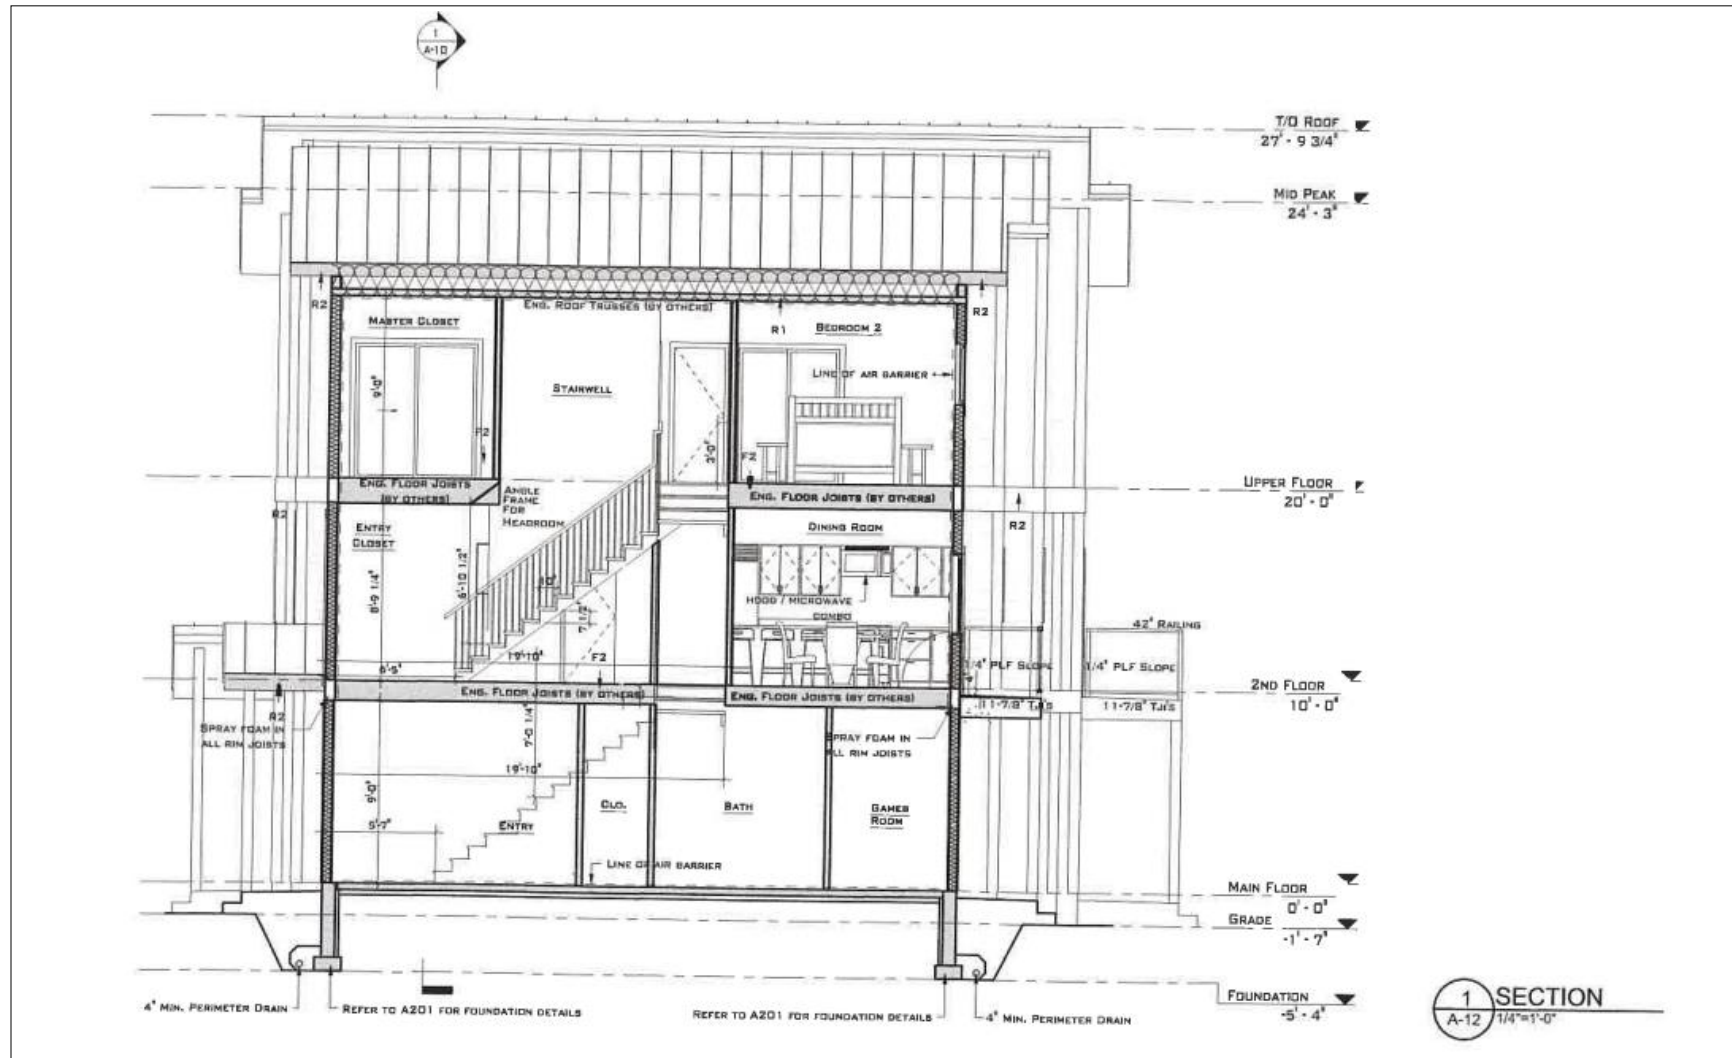 1
A-10
T/O ROOF
27' - 9 3/4"
MID PEAK
24' - 3"
R2
ENG. ROOF TRUSSES (BY OTHERS)
R2
MASTER CLOSET
R1
BEDROOM 2
LINE OF AIR BARRIER
9'-0"
STAIRWELL
F2
3'-0"
F2
UPPER FLOOR
20' - 0"
ENG. FLOOR JOISTS
(BY OTHERS)
ANGLE
FRAME
FOR
HEADROOM
ENG. FLOOR JOISTS (BY OTHERS)
R2
R2
ENTRY
CLOSET
DINING ROOM
8'-9 1/4"
6'-10 1/2"
10"
7 1/2"
HOOD / MICROWAVE
COMBO
42" RAILING
19'-10"
F2
1/4" PLF SLOPE
1/4" PLF SLOPE
2ND FLOOR
10' - 0"
ENG. FLOOR JOISTS (BY OTHERS)
ENG. FLOOR JOISTS (BY OTHERS)
11-7/8" TJI'S
11-7/8" TJI'S
R2
SPRAY FOAM IN
ALL RIM JOISTS
7'-0 1/4"
SPRAY FOAM IN
ALL RIM JOISTS
19'-10"
9'-0"
5'-7"
ENTRY
CLO.
BATH
GAMES
ROOM
LINE OF AIR BARRIER
MAIN FLOOR
0' - 0"
GRADE
-1' - 7"
FOUNDATION
-5' - 4"
4" MIN. PERIMETER DRAIN
REFER TO A201 FOR FOUNDATION DETAILS
REFER TO A201 FOR FOUNDATION DETAILS
4" MIN. PERIMETER DRAIN
1
A-12
SECTION
1/4"=1'-0"